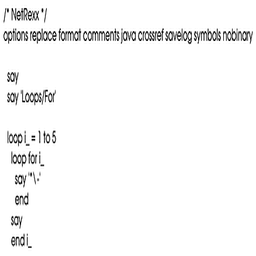 /* NetRexx */
options replace format comments java crossref savelog symbols nobinary
say
say 'Loops/For'
loop i_ = 1 to 5
loop for i_
say '*\-'
end
say
end i_